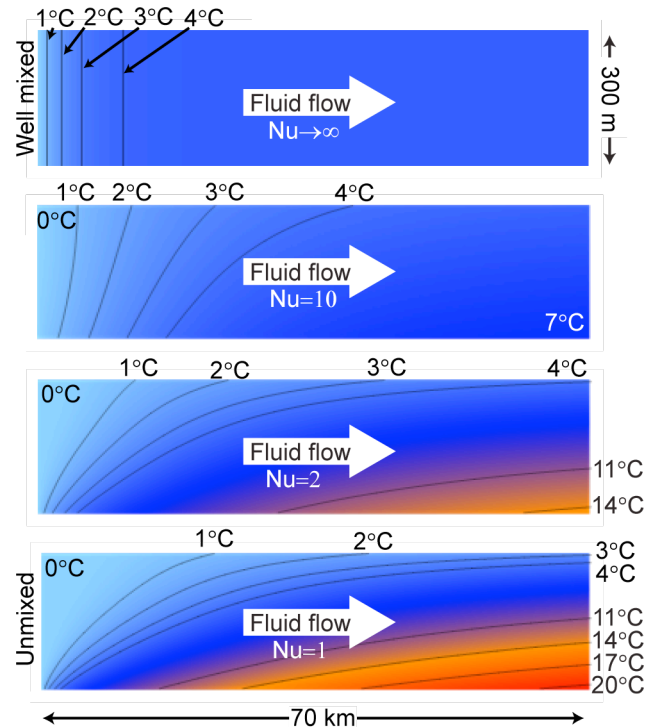 1°C 2°C 3°C 4°C
Well mixed
Fluid flow
Nu→∞
300 m
1°C 2°C 3°C 4°C
0°C
Fluid flow
Nu=10
7°C
1°C 2°C 3°C 4°C
0°C
Fluid flow
Nu=2
11°C
14°C
1°C 2°C 3°C
0°C
4°C
Unmixed
Fluid flow
Nu=1
11°C
14°C
17°C
20°C
70 km